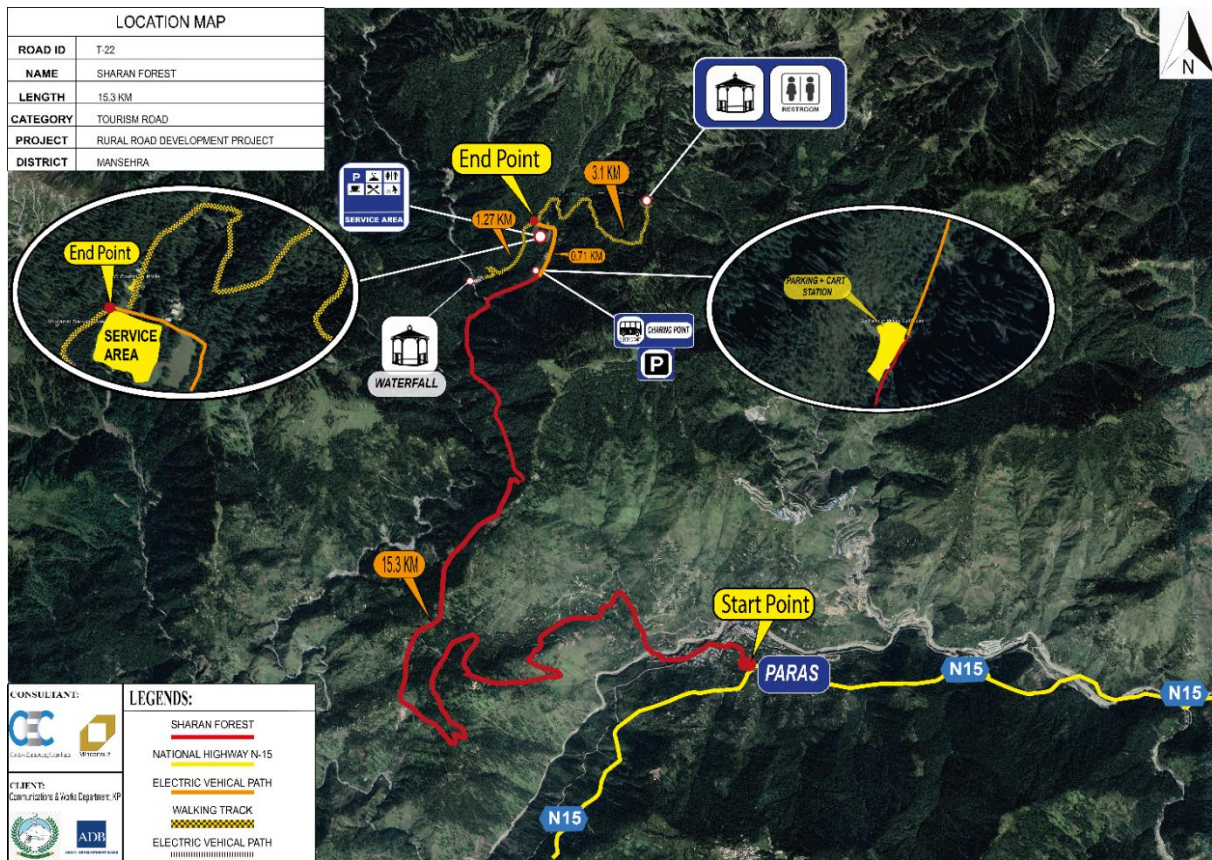 LOCATION MAP
ROAD ID T-22
NAME SHARAN FOREST
LENGTH 15.3 KM
CATEGORY TOURISM ROAD
PROJECT RURAL ROAD DEVELOPMENT PROJECT
DISTRICT MANSEHRA
N
RESTROON
P
SERVICE AREA
End Point
3.1 KM
1.27 KM
0.71 KM
End Point
SERVICE
AREA
PARKING + CART
STATION
CHARING POINT
P
WATERFALL
15.3 KM
Start Point
PARAS
N15
N15
N15
CONSULTANT:
CEC
CLIENT:
Communications & Works Department, KP
ADB
LEGENDS:
SHARAN FOREST
NATIONAL HIGHWAY N-15
ELECTRIC VEHICAL PATH
WALKING TRACK
ELECTRIC VEHICAL PATH